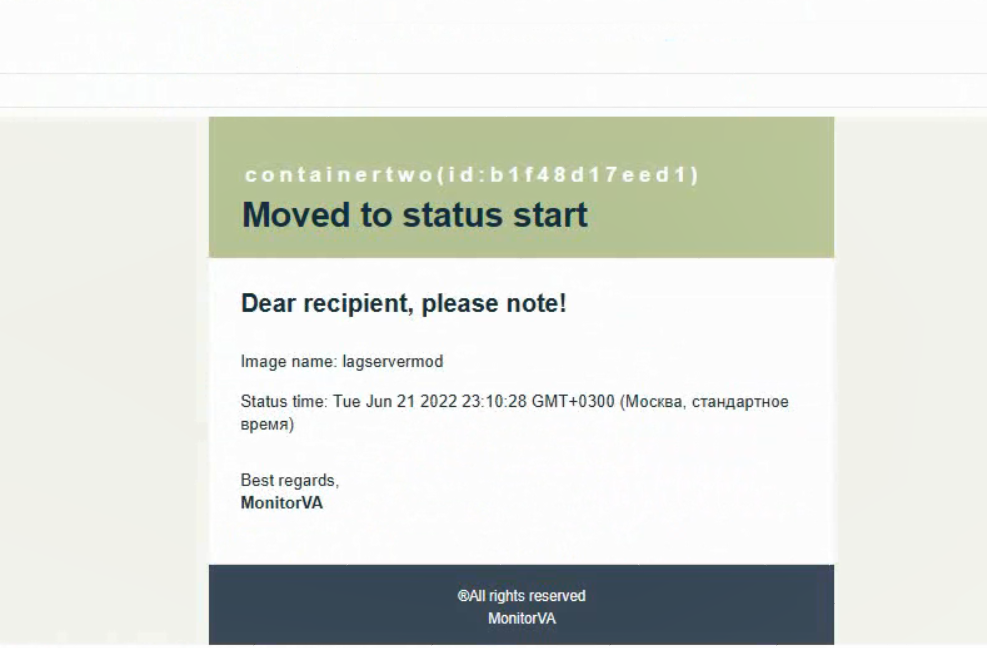 containertwo(id:b1f48d17eed1)
Moved to status start
Dear recipient, please note!
Image name: lagservermod
Status time: Tue Jun 21 2022 23:10:28 GMT+0300 (Москва, стандартное
время)
Best regards,
MonitorVA
®All rights reserved
MonitorVA